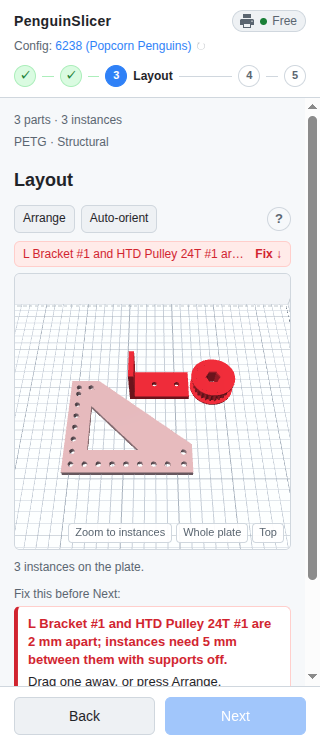 PenguinSlicer
Free
Config: 6238 (Popcorn Penguins)
✓ ✓ 3 Layout 4 5
3 parts · 3 instances
PETG · Structural
Layout
Arrange Auto-orient ?
L Bracket #1 and HTD Pulley 24T #1 ar… Fix ↓
Zoom to instances Whole plate Top
3 instances on the plate.
Fix this before Next:
L Bracket #1 and HTD Pulley 24T #1 are
2 mm apart; instances need 5 mm
between them with supports off.
Drag one away, or press Arrange.
Back Next